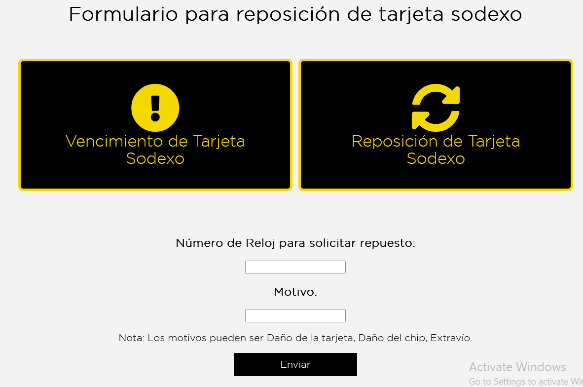 Formulario para reposición de tarjeta sodexo
Vencimiento de Tarjeta
Sodexo
Reposición de Tarjeta
Sodexo
Número de Reloj para solicitar repuesto:
Motivo:
Nota: Los motivos pueden ser Daño de la tarjeta, Daño del chip, Extravío.
Enviar
Activate Windows
Go to Settings to activate Wi